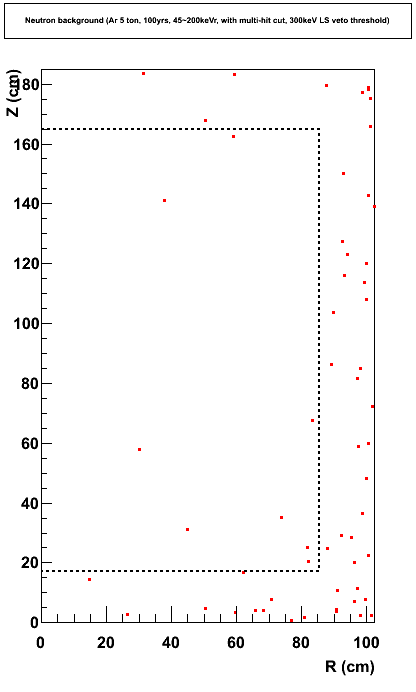 Neutron background (Ar 5 ton, 100yrs, 45~200keVr, with multi-hit cut, 300keV LS veto threshold)
Z (cm)
180
160
140
120
100
80
60
40
20
0
0 20 40 60 80 100
R (cm)